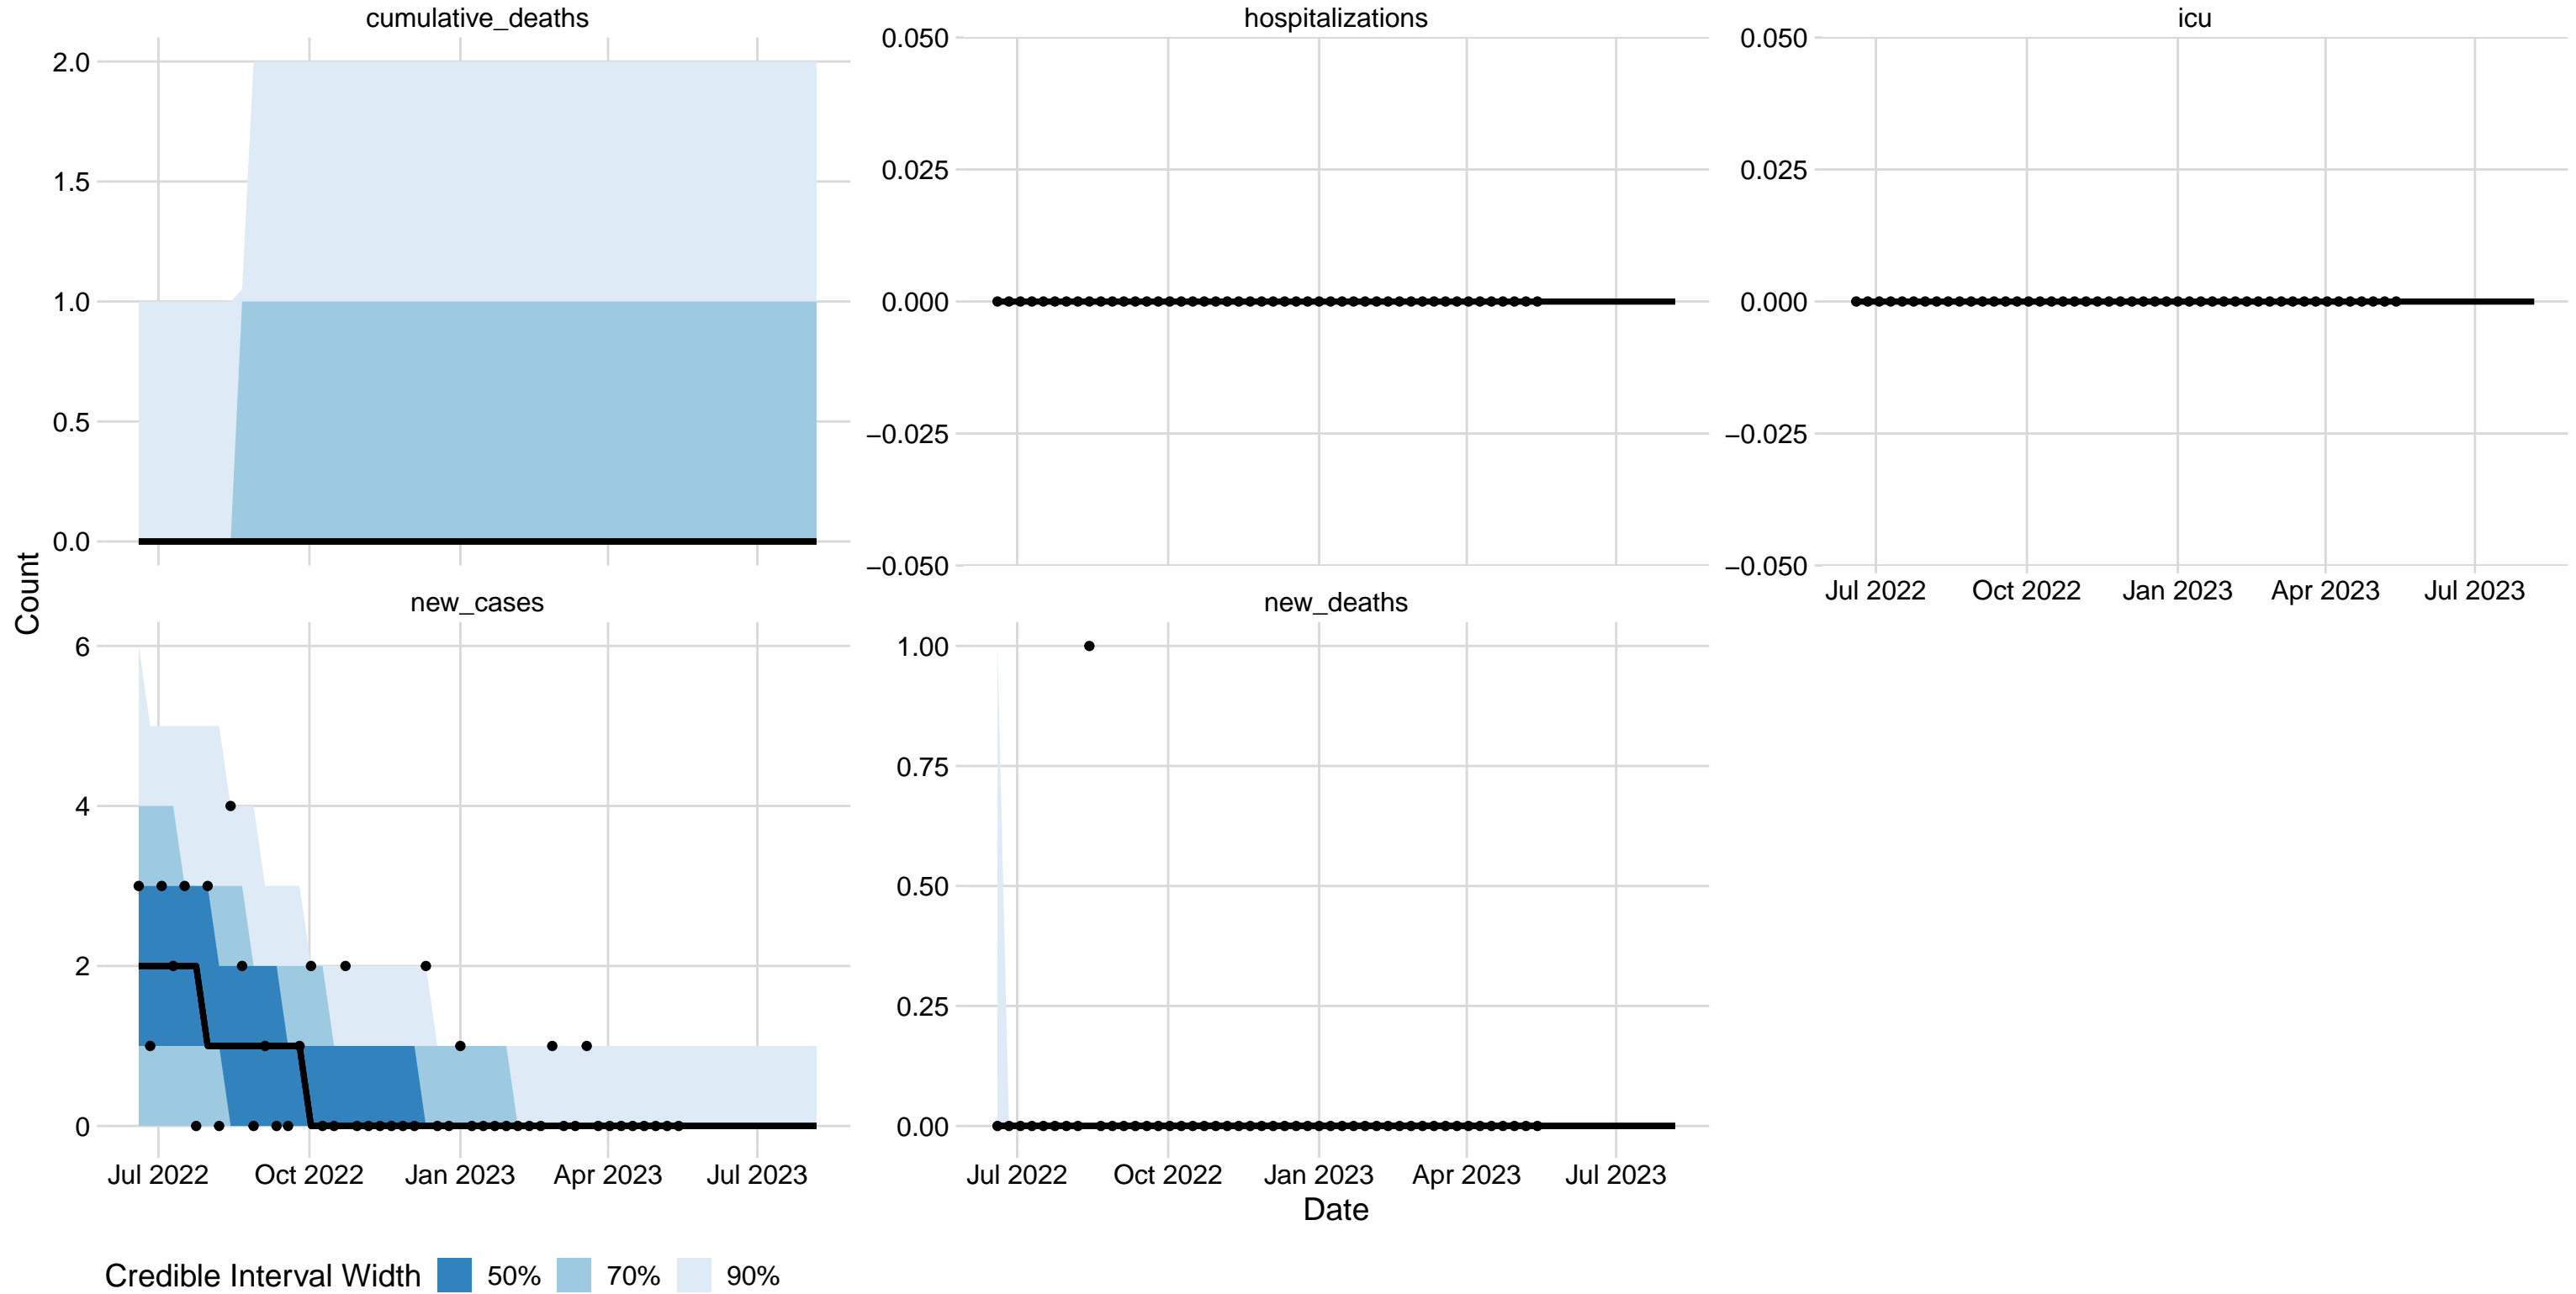 cumulative_deaths
hospitalizations
icu
2.0
1.5
1.0
0.5
0.0
0.050
0.025
0.000
−0.025
−0.050
0.050
0.025
0.000
−0.025
−0.050
Jul 2022 Oct 2022 Jan 2023 Apr 2023 Jul 2023
Count
new_cases
new_deaths
6
4
2
0
Jul 2022 Oct 2022 Jan 2023 Apr 2023 Jul 2023
1.00
0.75
0.50
0.25
0.00
Jul 2022 Oct 2022 Jan 2023 Apr 2023 Jul 2023
Date
Credible Interval Width 50% 70% 90%